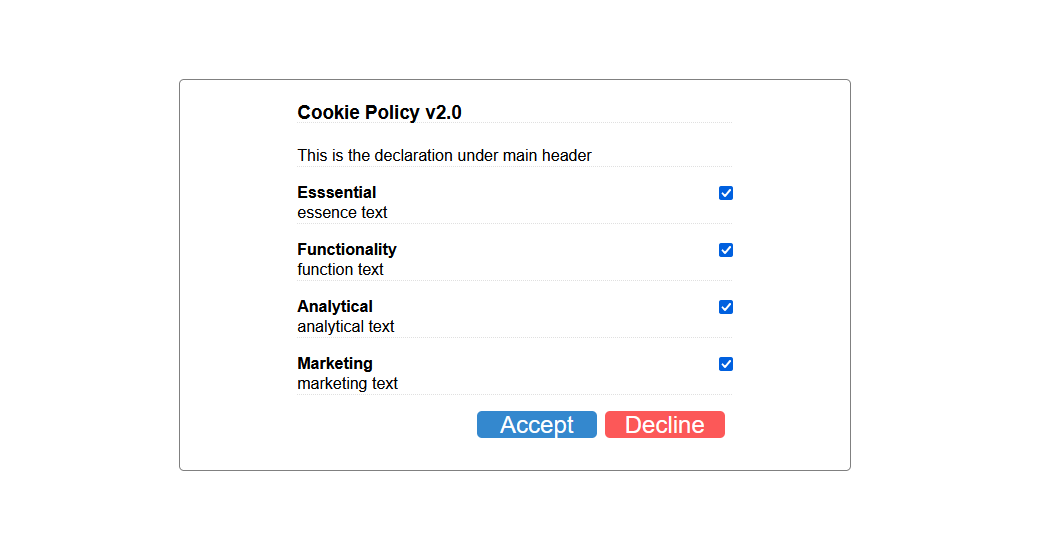 Cookie Policy v2.0
This is the declaration under main header
Esssential
essence text
Functionality
function text
Analytical
analytical text
Marketing
marketing text
Accept Decline